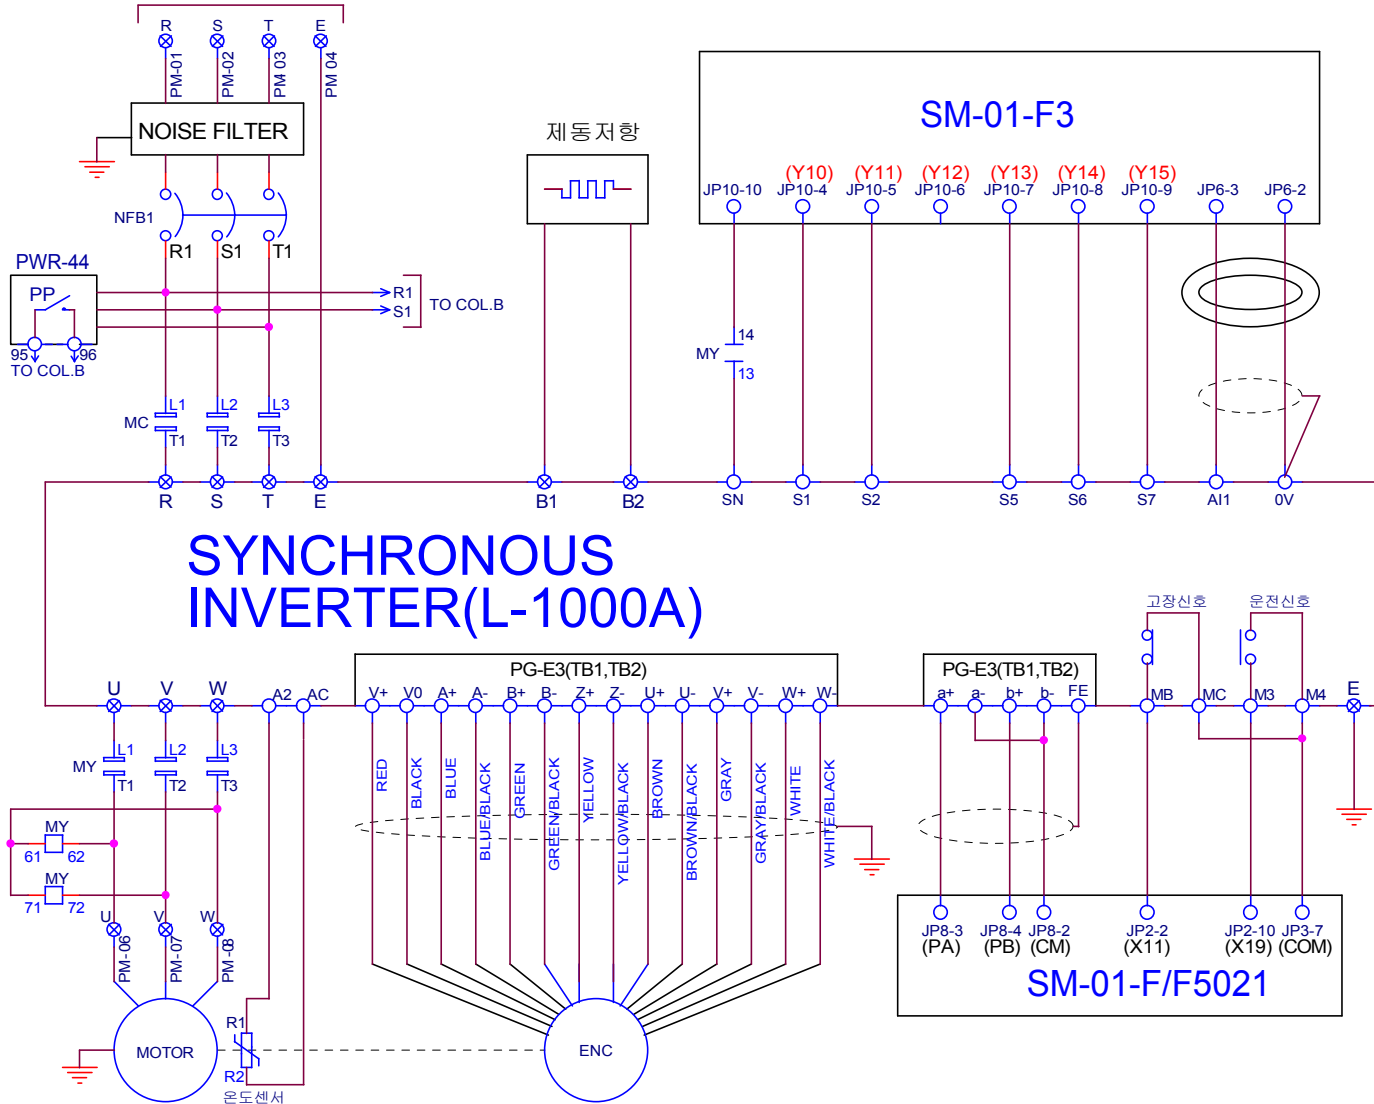 R S T E
PM-01 PM-02 PM 03 PM 04
NOISE FILTER
NFB1
R1 S1 T1
PWR-44
PP
95 96
TO COL.B
R1
S1
TO COL.B
MC
L1 L2 L3
T1 T2 T3
제동저항
SM-01-F3
(Y10) (Y11) (Y12) (Y13) (Y14) (Y15)
JP10-10 JP10-4 JP10-5 JP10-6 JP10-7 JP10-8 JP10-9 JP6-3 JP6-2
14
MY
13
R S T E B1 B2 SN S1 S2 S5 S6 S7 AI1 0V
SYNCHRONOUS
INVERTER(L-1000A)
고장신호 운전신호
PG-E3(TB1,TB2)
PG-E3(TB1,TB2)
U V W A2 AC V+ V0 A+ A- B+ B- Z+ Z- U+ U- V+ V- W+ W- a+ a- b+ b- FE MB MC M3 M4 E
MY
L1 L2 L3
T1 T2 T3
RED BLACK BLUE BLUE/BLACK GREEN GREEN/BLACK YELLOW YELLOW/BLACK BROWN BROWN/BLACK GRAY GRAY/BLACK WHITE WHITE/BLACK
MY
61 62
MY
71 72
U V W
PM-06 PM-07 PM-08
MOTOR
R1
R2
온도센서
ENC
JP8-3 JP8-4 JP8-2 JP2-2 JP2-10 JP3-7
(PA) (PB) (CM) (X11) (X19) (COM)
SM-01-F/F5021